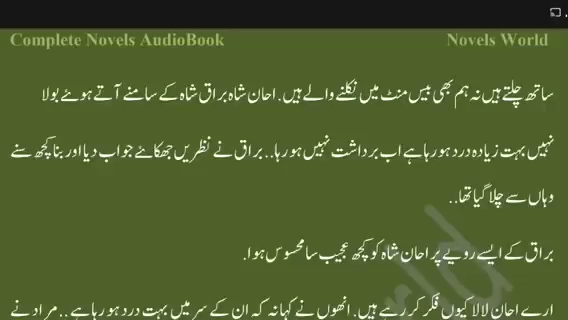 Complete Novels AudioBook
Novels World
ساتھ چلتے ہیں نہ ہم بھی بیس منٹ میں نکلنے والے ہیں. احان شاہ براق شاہ کے سامنے آتے ہوئے بولا
نہیں بہت زیادہ درد ہو رہا ہے اب برداشت نہیں ہو رہا.. براق نے نظریں جھکائے جواب دیا اور بنا کچھ سنے
وہاں سے چلا گیا تھا..
براق کے ایسے رویے پر احان شاہ کو کچھ عجیب سا محسوس ہوا.
ارے احان لالا کیوں فکر کر رہے ہیں. انھوں نے کہا نہ کہ ان کے سر میں بہت درد ہو رہا ہے.. مراد نے